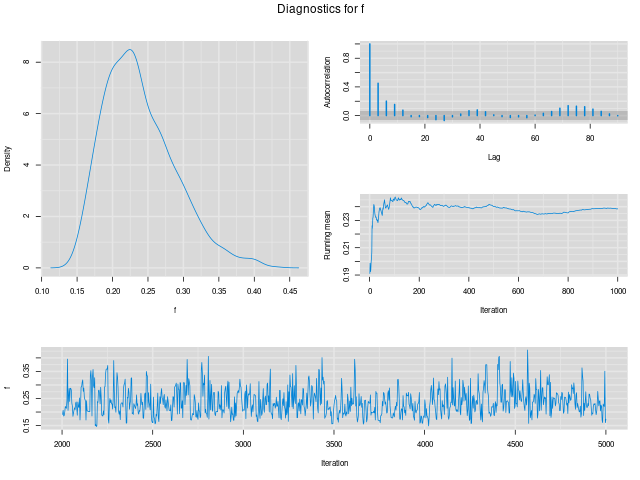 Diagnostics for f
Density
0
2
4
6
8
0.10 0.15 0.20 0.25 0.30 0.35 0.40 0.45
f
Autocorrelation
0.0 0.4 0.8
0 20 40 60 80
Lag
Running mean
0.19 0.21 0.23
0 200 400 600 800 1000
Iteration
f
0.15 0.25 0.35
2000 2500 3000 3500 4000 4500 5000
Iteration